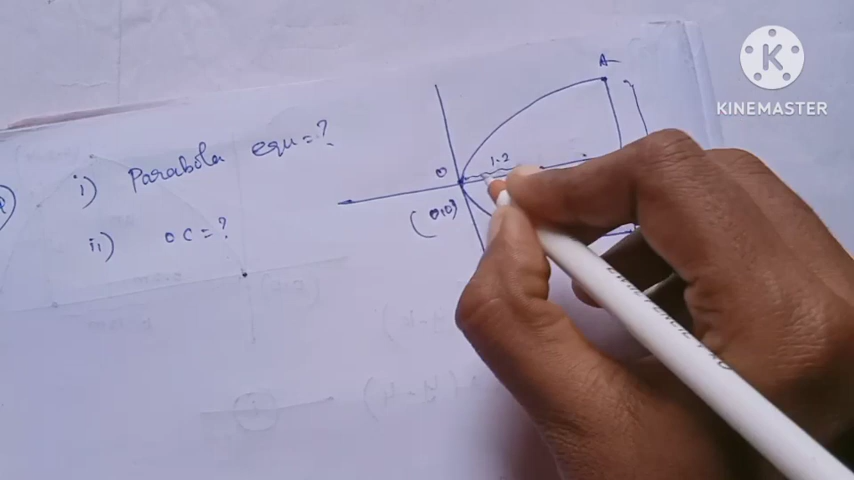 i) Parabola equ=?
ii) OC=?
A
O
1.2
(0,0)
K
KINEMASTER